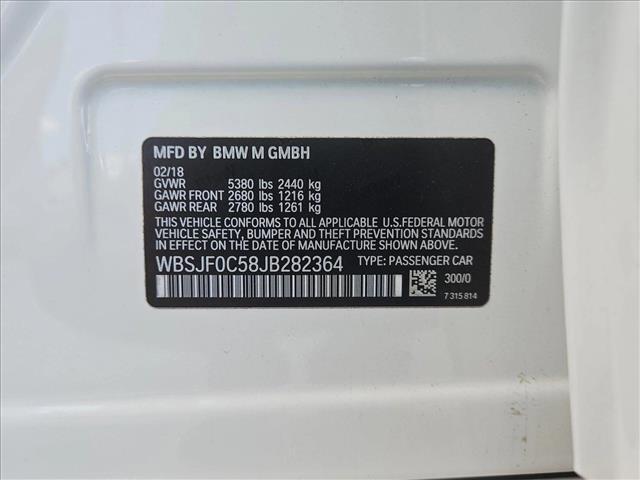 MFD BY BMW M GMBH
02/18
GVWR 5380 lbs 2440 kg
GAWR FRONT 2680 lbs 1216 kg
GAWR REAR 2780 lbs 1261 kg
THIS VEHICLE CONFORMS TO ALL APPLICABLE U.S.FEDERAL MOTOR
VEHICLE SAFETY, BUMPER AND THEFT PREVENTION STANDARDS
IN EFFECT ON THE DATE OF MANUFACTURE SHOWN ABOVE.
WBSJF0C58JB282364 TYPE: PASSENGER CAR
300/0
7 315 814